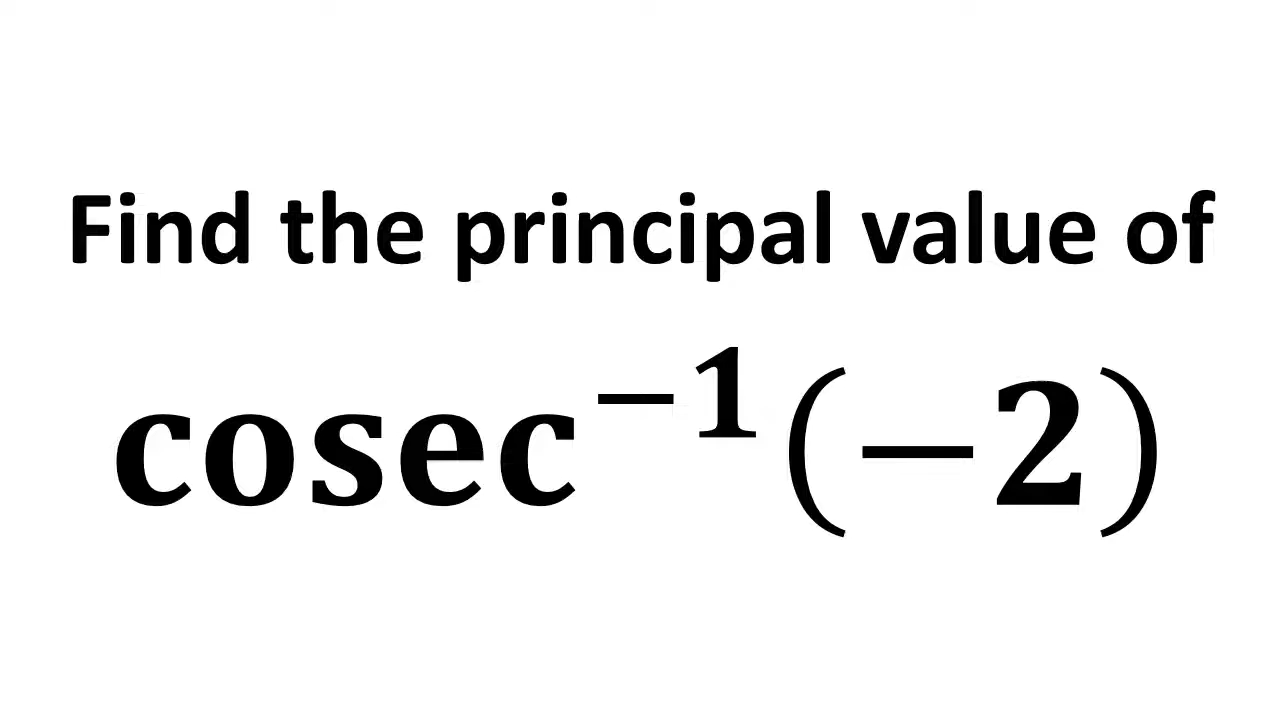 Find the principal value of
cosec⁻¹(−2)